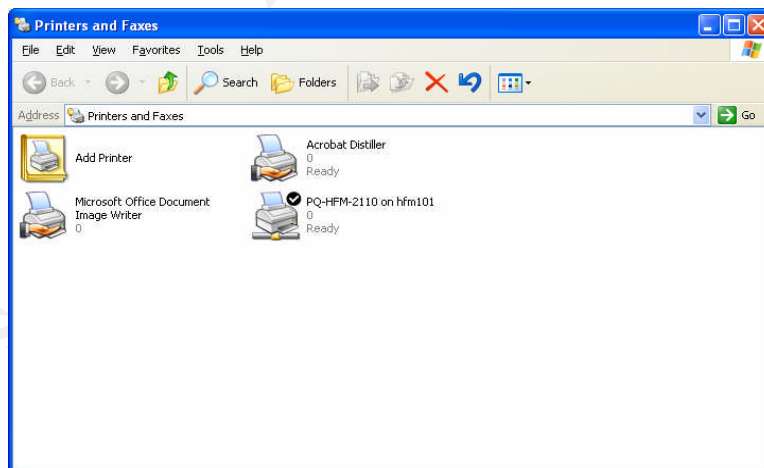 Printers and Faxes
File Edit View Favorites Tools Help
Back Search Folders
Address Printers and Faxes Go
Add Printer
Acrobat Distiller
0
Ready
Microsoft Office Document
Image Writer
0
PQ-HFM-2110 on hfm101
0
Ready